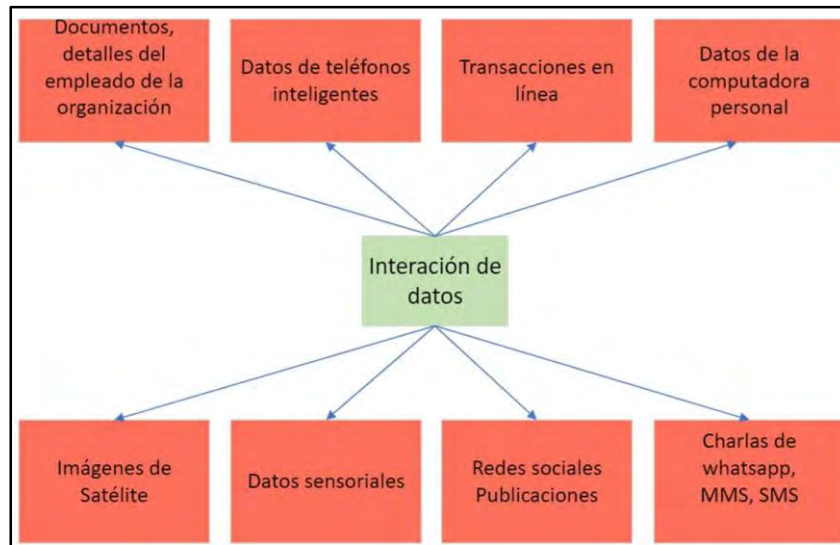 Documentos,
detalles del
empleado de la
organización
Datos de teléfonos
inteligentes
Transacciones en
línea
Datos de la
computadora
personal
Interación de
datos
Imágenes de
Satélite
Datos sensoriales
Redes sociales
Publicaciones
Charlas de
whatsapp,
MMS, SMS